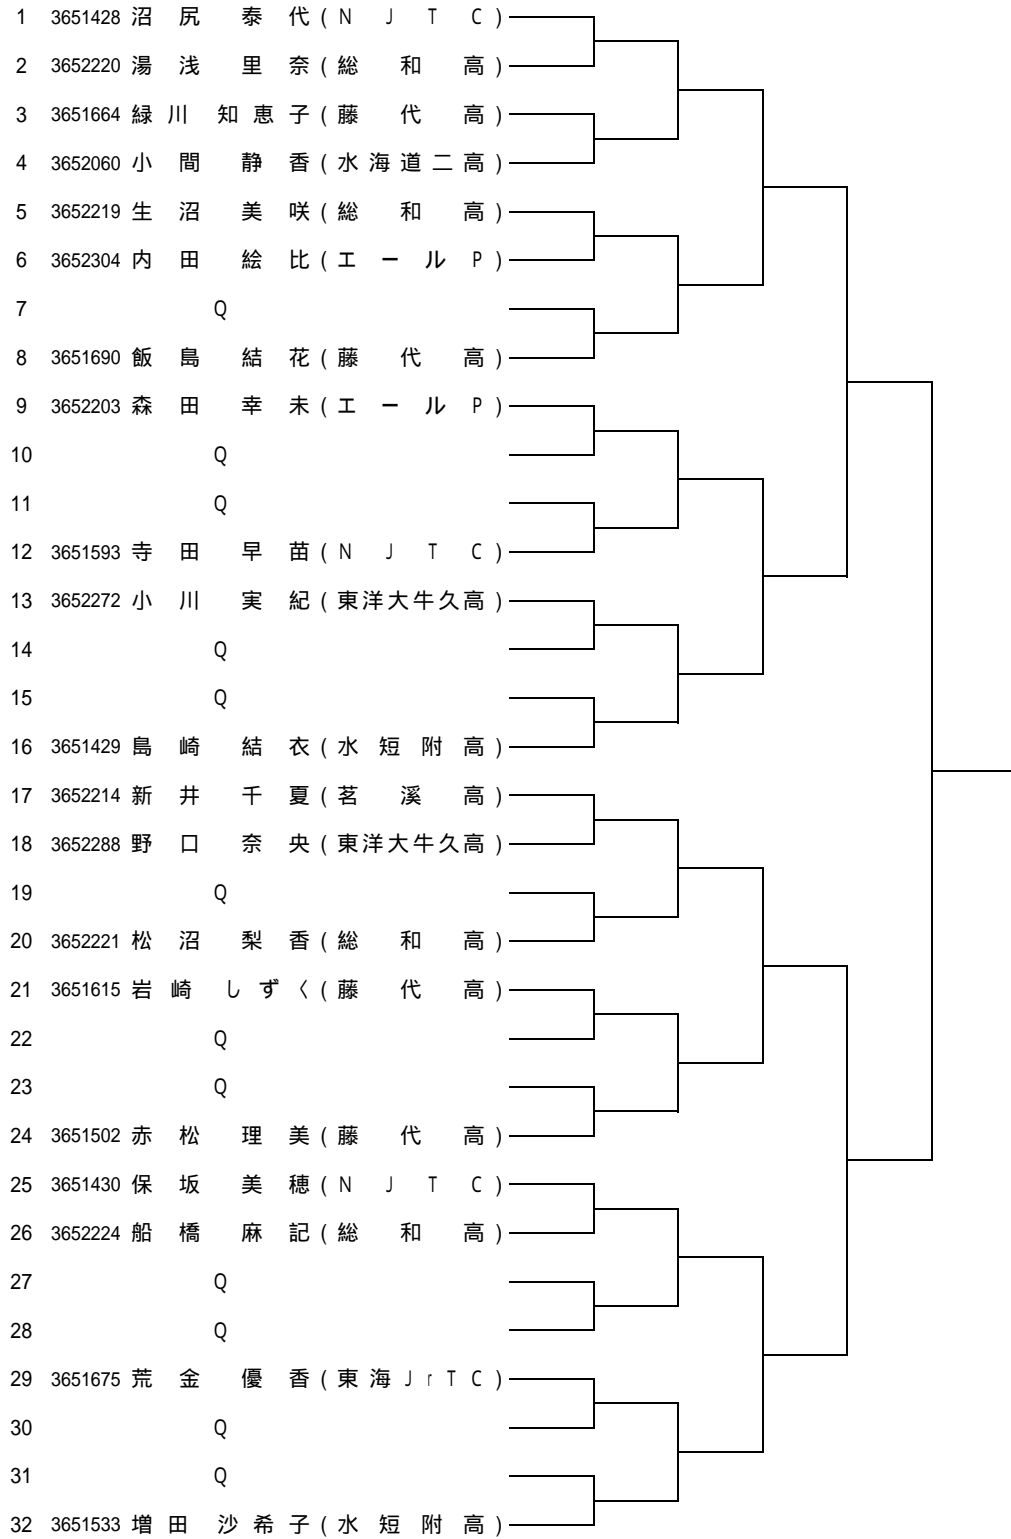 1 3651428 沼尻 泰代(NJTC)
2 3652220 湯浅 里奈(総和高)
3 3651664 緑川 知恵子(藤代高)
4 3652060 小間 静香(水海道二高)
5 3652219 生沼 美咲(総和高)
6 3652304 内田 絵比(エールP)
7 Q
8 3651690 飯島 結花(藤代高)
9 3652203 森田 幸未(エールP)
10 Q
11 Q
12 3651593 寺田 早苗(NJTC)
13 3652272 小川 実紀(東洋大牛久高)
14 Q
15 Q
16 3651429 島崎 結衣(水短附高)
17 3652214 新井 千夏(茗溪高)
18 3652288 野口 奈央(東洋大牛久高)
19 Q
20 3652221 松沼 梨香(総和高)
21 3651615 岩崎 しずく(藤代高)
22 Q
23 Q
24 3651502 赤松 理美(藤代高)
25 3651430 保坂 美穂(NJTC)
26 3652224 船橋 麻記(総和高)
27 Q
28 Q
29 3651675 荒金 優香(東海JrTC)
30 Q
31 Q
32 3651533 増田 沙希子(水短附高)